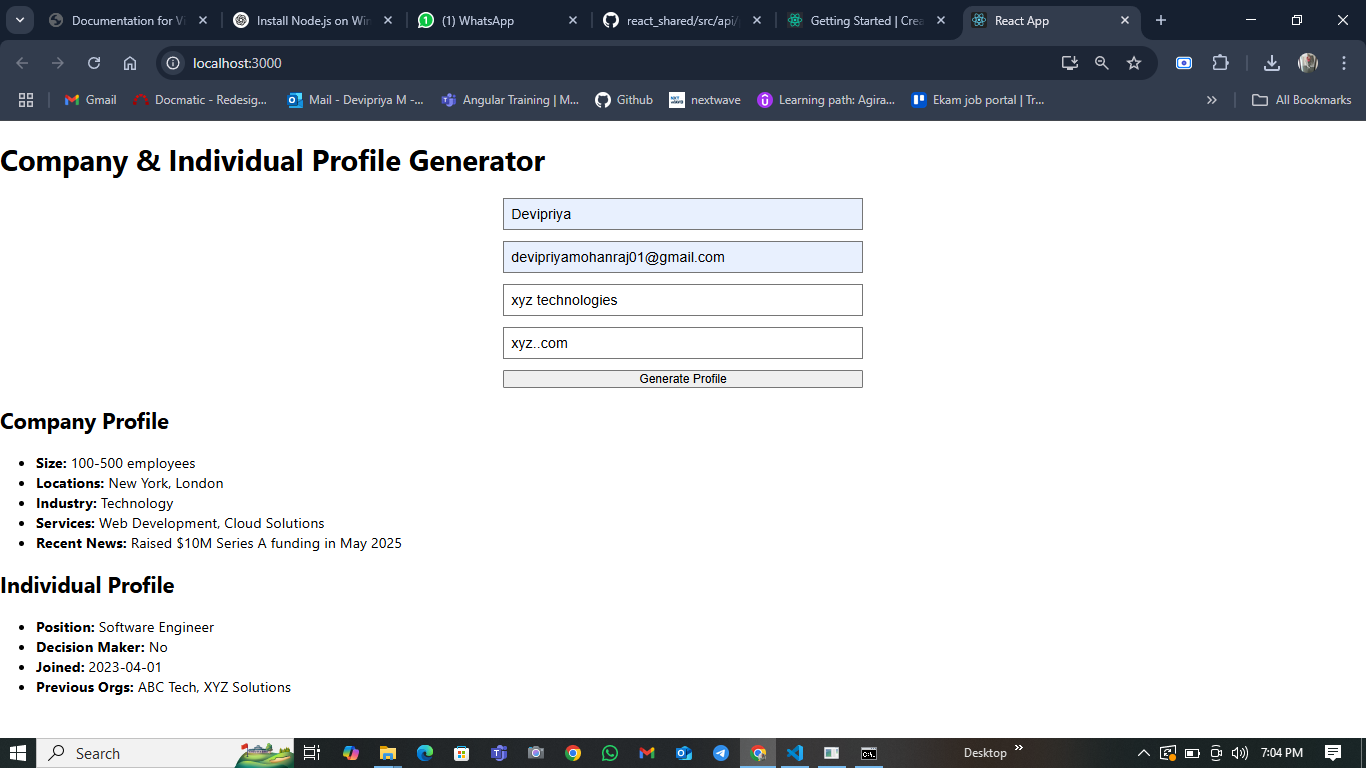 Documentation for Vi
Install Node.js on Win
(1) WhatsApp
react_shared/src/api/
Getting Started | Crea
React App
localhost:3000
Gmail
Docmatic - Redesig...
Mail - Devipriya M -...
Angular Training | M...
Github
nextwave
Learning path: Agira...
Ekam job portal | Tr...
»
All Bookmarks
Company & Individual Profile Generator
Devipriya
devipriyamohanraj01@gmail.com
xyz technologies
xyz..com
Generate Profile
Company Profile
• Size: 100-500 employees
• Locations: New York, London
• Industry: Technology
• Services: Web Development, Cloud Solutions
• Recent News: Raised $10M Series A funding in May 2025
Individual Profile
• Position: Software Engineer
• Decision Maker: No
• Joined: 2023-04-01
• Previous Orgs: ABC Tech, XYZ Solutions
Search
Desktop »
7:04 PM